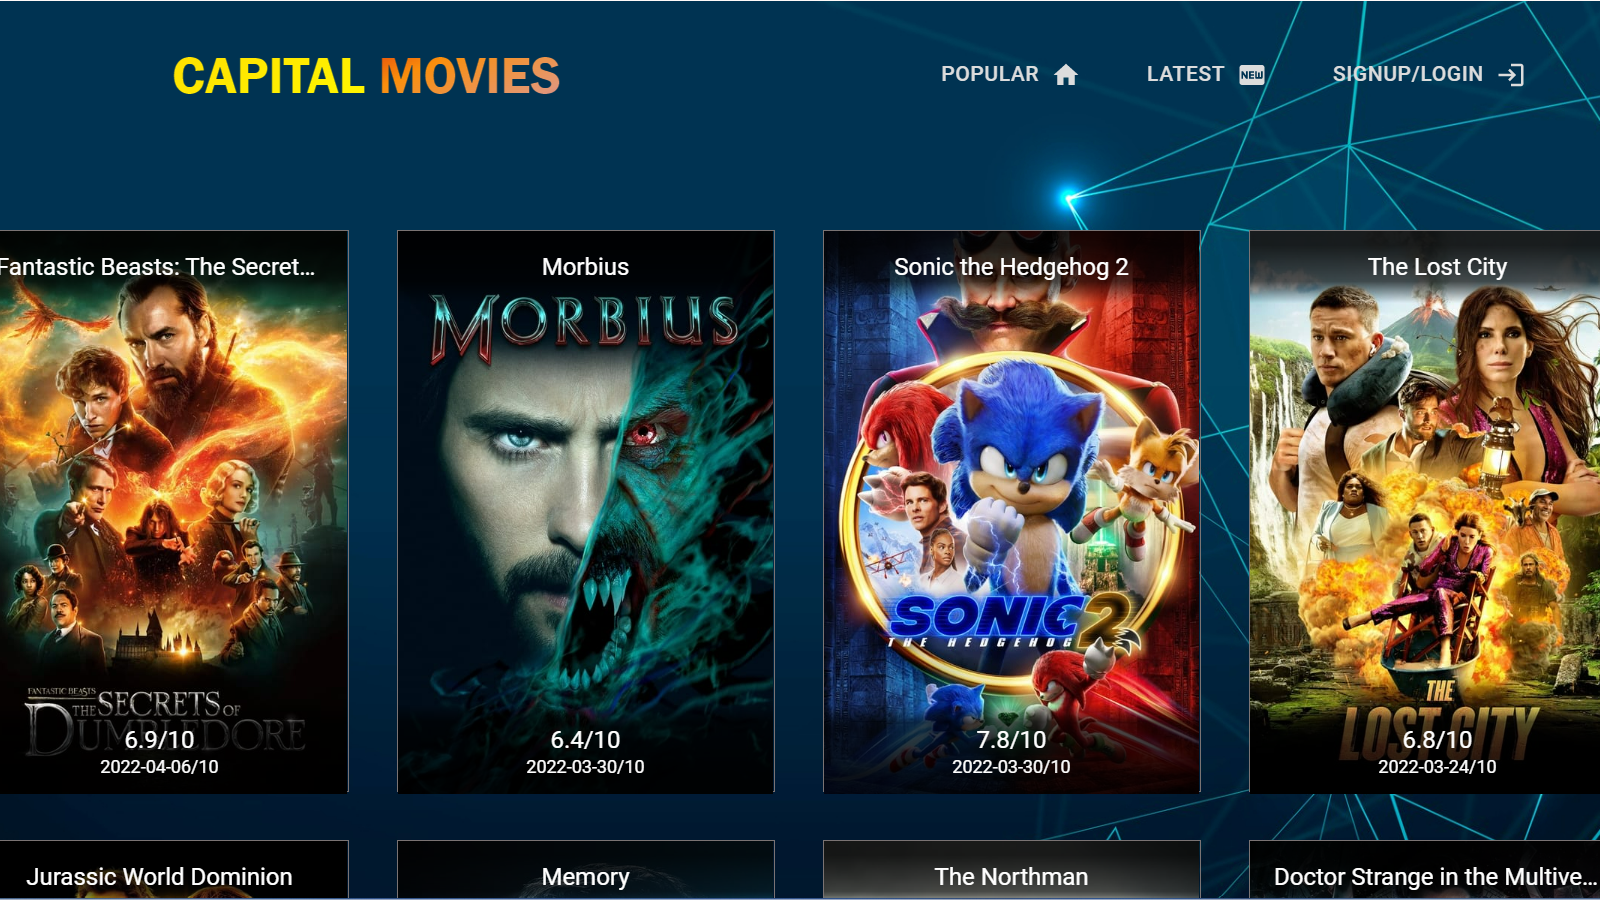 CAPITAL MOVIES
POPULAR
LATEST NEW
SIGNUP/LOGIN
Fantastic Beasts: The Secret...
FANTASTIC BEASTS
THE SECRETS OF
DUMBLEDORE
6.9/10
2022-04-06/10
Morbius
MORBIUS
6.4/10
2022-03-30/10
Sonic the Hedgehog 2
SONIC 2
THE HEDGEHOG
7.8/10
2022-03-30/10
The Lost City
THE
LOST CITY
6.8/10
2022-03-24/10
Jurassic World Dominion
Memory
The Northman
Doctor Strange in the Multive...